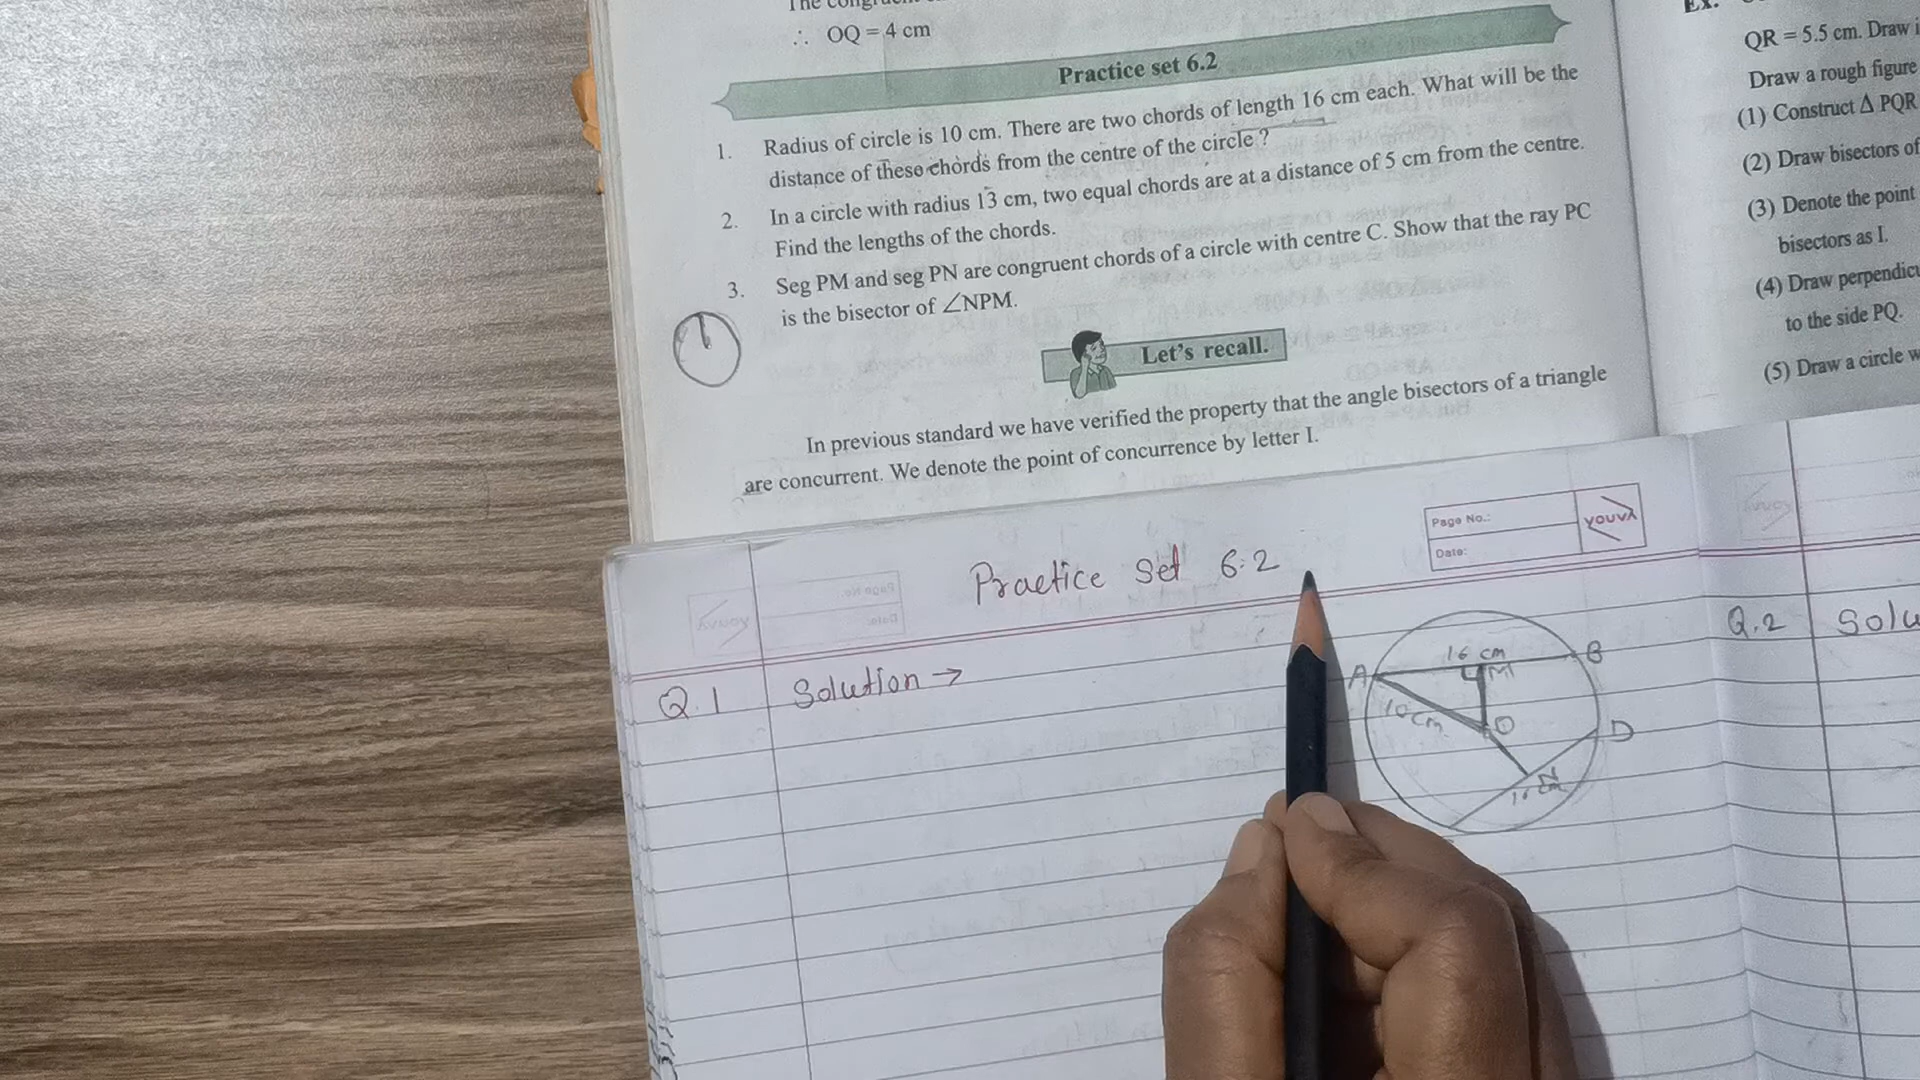 ∴ OQ = 4 cm
Practice set 6.2
1. Radius of circle is 10 cm. There are two chords of length 16 cm each. What will be the
distance of these chords from the centre of the circle ?
2. In a circle with radius 13 cm, two equal chords are at a distance of 5 cm from the centre.
Find the lengths of the chords.
3. Seg PM and seg PN are congruent chords of a circle with centre C. Show that the ray PC
is the bisector of ∠NPM.
Let's recall.
In previous standard we have verified the property that the angle bisectors of a triangle
are concurrent. We denote the point of concurrence by letter I.
Ex.
QR = 5.5 cm. Draw
Draw a rough figure
(1) Construct Δ PQR
(2) Draw bisectors of
(3) Denote the point
bisectors as I.
(4) Draw
to the side PQ.
(5) Draw a circle
Page No.:
Date:
YOUVA
Practice Set 6.2
Q.1 Solution →
A 16 cm B
M
10 cm O
D
N
Q.2